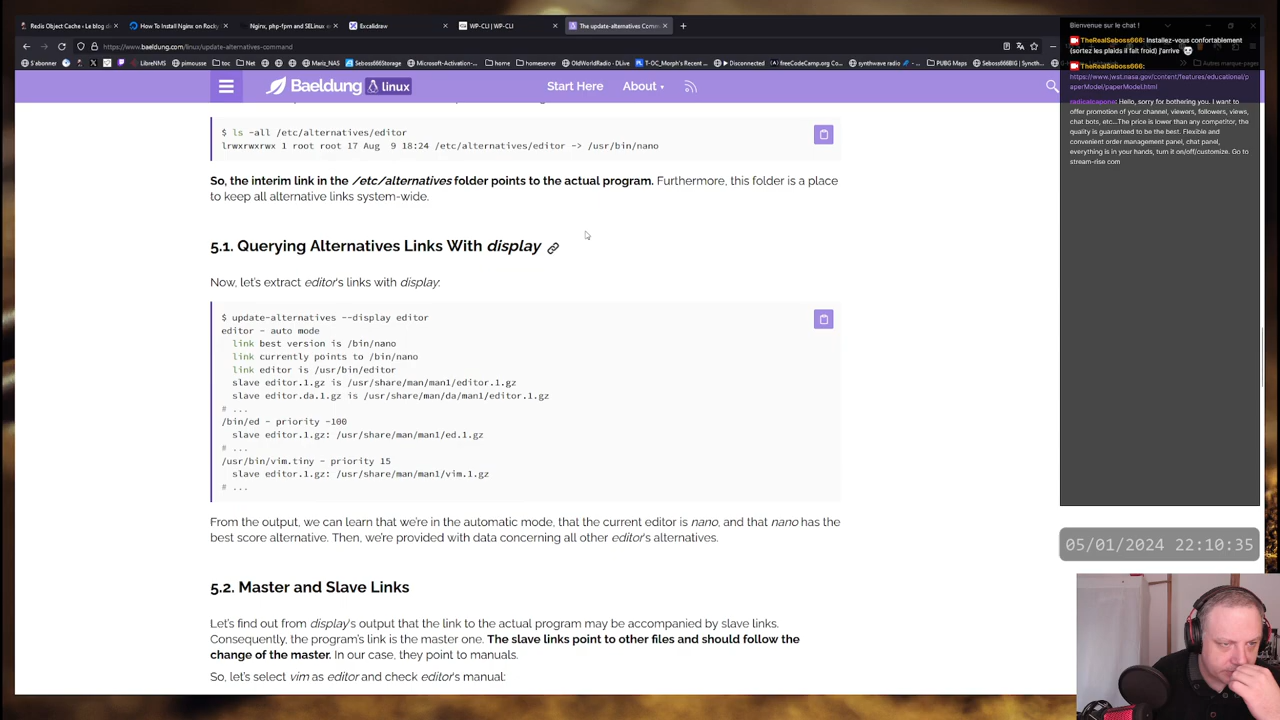 Redis Object Cache ‹ Le blog d
How To Install Nginx on Rocky
Nginx, php-fpm and SELinux
Excalidraw
WP-CLI | WP-CLI
The update-alternatives Comm
https://www.baeldung.com/linux/update-alternatives-command
S'abonner
pimousse
toc
Net
LibreNMS
Maps
Seboss666Storage
Microsoft-Activation-...
OldWorldRadio / DLive
T-OC_Morph's Recent ...
Disconnected
freeCodeCamp.org Co...
synthwave radio
PUBG Maps
Seboss666BIG | Synth...
Autres marque-pages
Baeldung linux
Start Here
About
$ ls -all /etc/alternatives/editor
lrwxrwxrwx 1 root root 17 Aug  9 18:24 /etc/alternatives/editor -> /usr/bin/nano
So, the interim link in the /etc/alternatives folder points to the actual program. Furthermore, this folder is a place
to keep all alternative links system-wide.
5.1. Querying Alternatives Links With display
Now, let's extract editor's links with display:
$ update-alternatives --display editor
editor - auto mode
link best version is /bin/nano
link currently points to /bin/nano
link editor is /usr/bin/editor
slave editor.1.gz is /usr/share/man/man1/editor.1.gz
slave editor.da.1.gz is /usr/share/man/da/man1/editor.1.gz
# ...
/bin/ed - priority -100
slave editor.1.gz: /usr/share/man/man1/ed.1.gz
# ...
/usr/bin/vim.tiny - priority 15
slave editor.1.gz: /usr/share/man/man1/vim.1.gz
# ...
From the output, we can learn that we're in the automatic mode, that the current editor is nano, and that nano has the
best score alternative. Then, we're provided with data concerning all other editor's alternatives.
5.2. Master and Slave Links
Let's find out from display's output that the link to the actual program may be accompanied by slave links.
Consequently, the program's link is the master one. The slave links point to other files and should follow the
change of the master. In our case, they point to manuals.
So, let's select vim as editor and check editor's manual:
Bienvenue sur le chat !
TheRealSeboss666: Installez-vous confortablement
(sortez les plaids il fait froid) j'arrive
TheRealSeboss666:
https://www.jwst.nasa.gov/content/features/educational/p
aperModel/paperModel.html
radicalcapone: Hello, sorry for bothering you. I want to
offer promotion of your channel, viewers, followers, views,
chat bots, etc...The price is lower than any competitor, the
quality is guaranteed to be the best. Flexible and
convenient order management panel, chat panel,
everything is in your hands, turn it on/off/customize. Go to
stream-rise com
05/01/2024 22:10:35